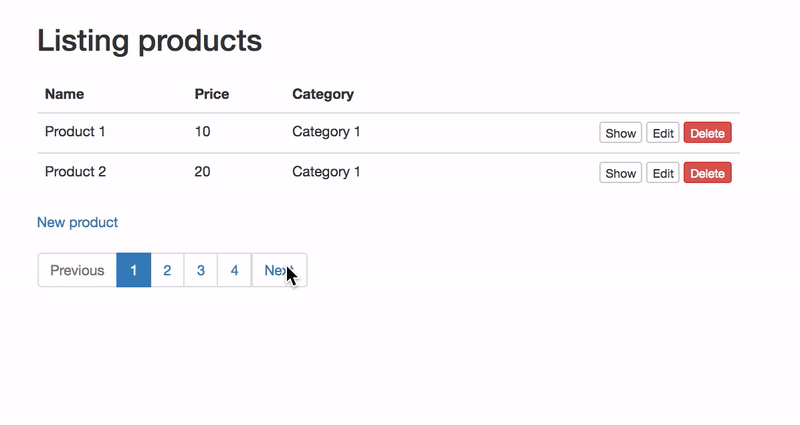 Listing products
Name Price Category
Product 1 10 Category 1 Show Edit Delete
Product 2 20 Category 1 Show Edit Delete
New product
Previous 1 2 3 4 Next